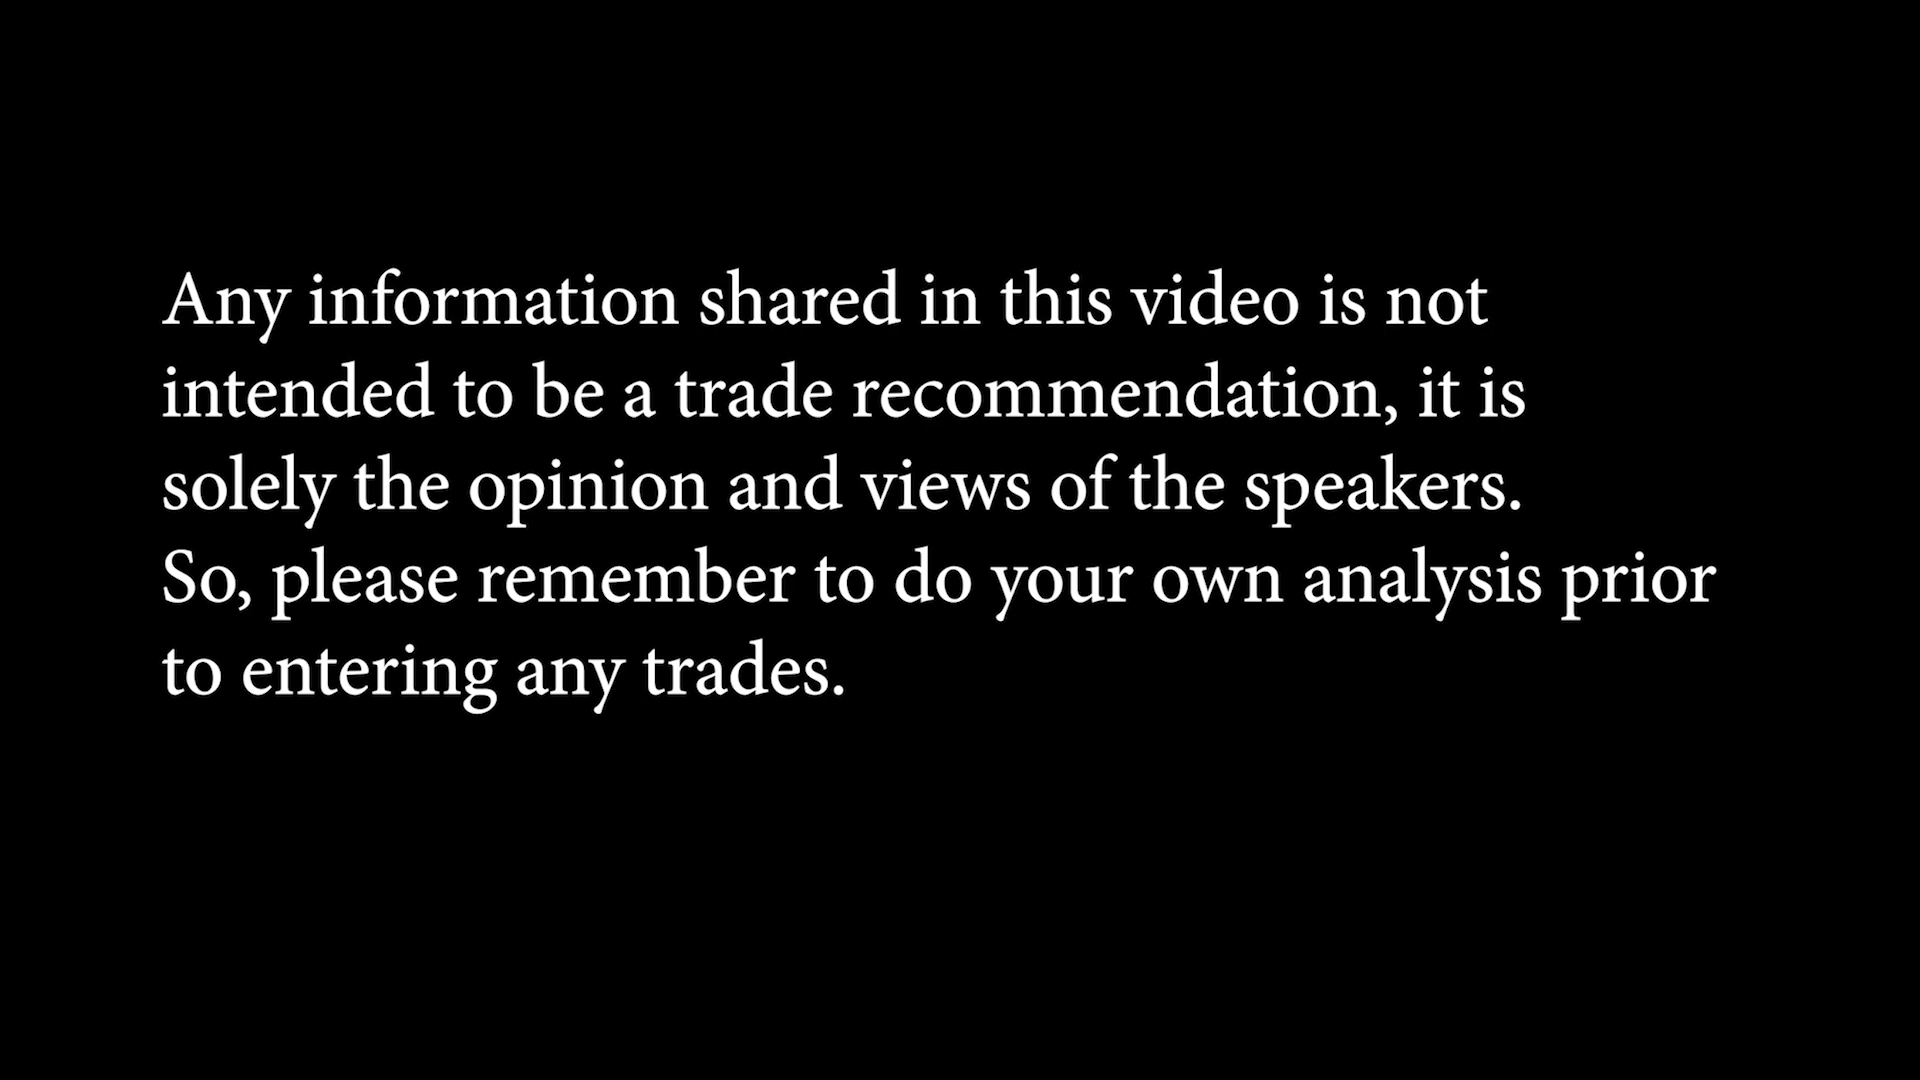 Any information shared in this video is not
intended to be a trade recommendation, it is
solely the opinion and views of the speakers.
So, please remember to do your own analysis prior
to entering any trades.